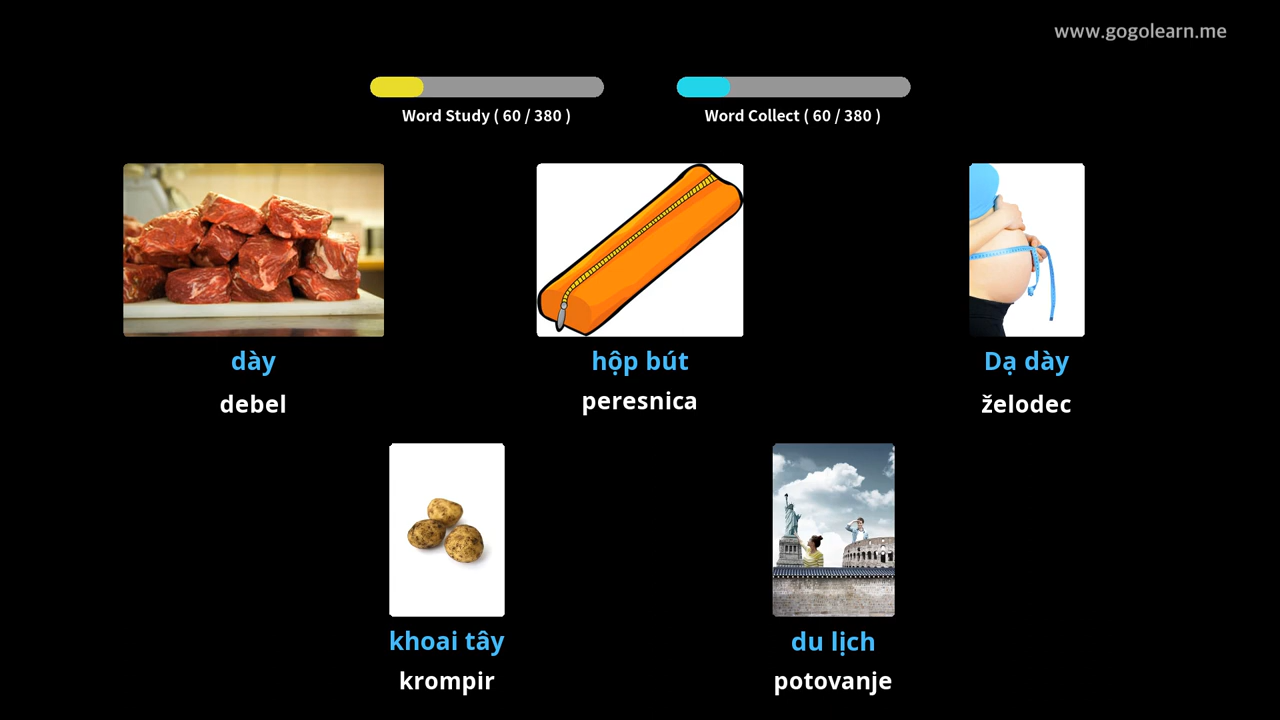 www.gogolearn.me
Word Study ( 60 / 380 )
Word Collect ( 60 / 380 )
dày
debel
hộp bút
peresnica
Dạ dày
želodec
khoai tây
krompir
du lịch
potovanje